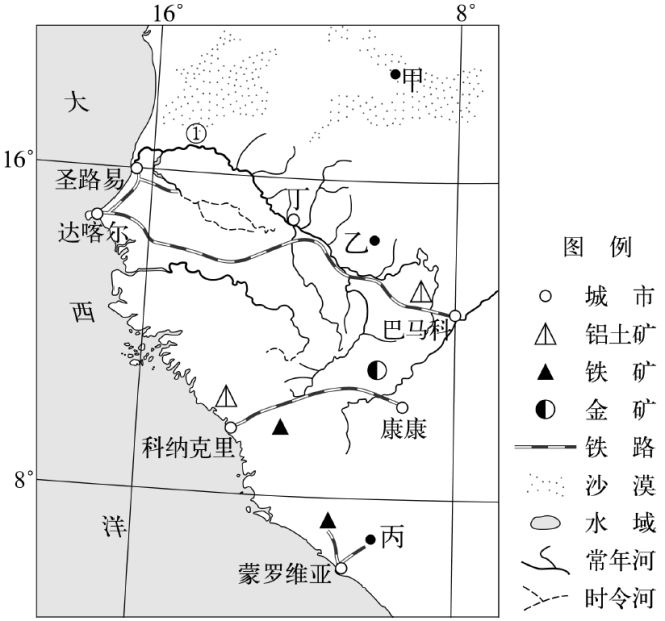 16°
8°
大
甲
①
16°
圣路易
丁
达喀尔
乙
西
巴马科
科纳克里
康康
8°
洋
丙
蒙罗维亚
图 例
城 市
铝土矿
铁 矿
金 矿
铁 路
沙 漠
水 域
常年河
时令河